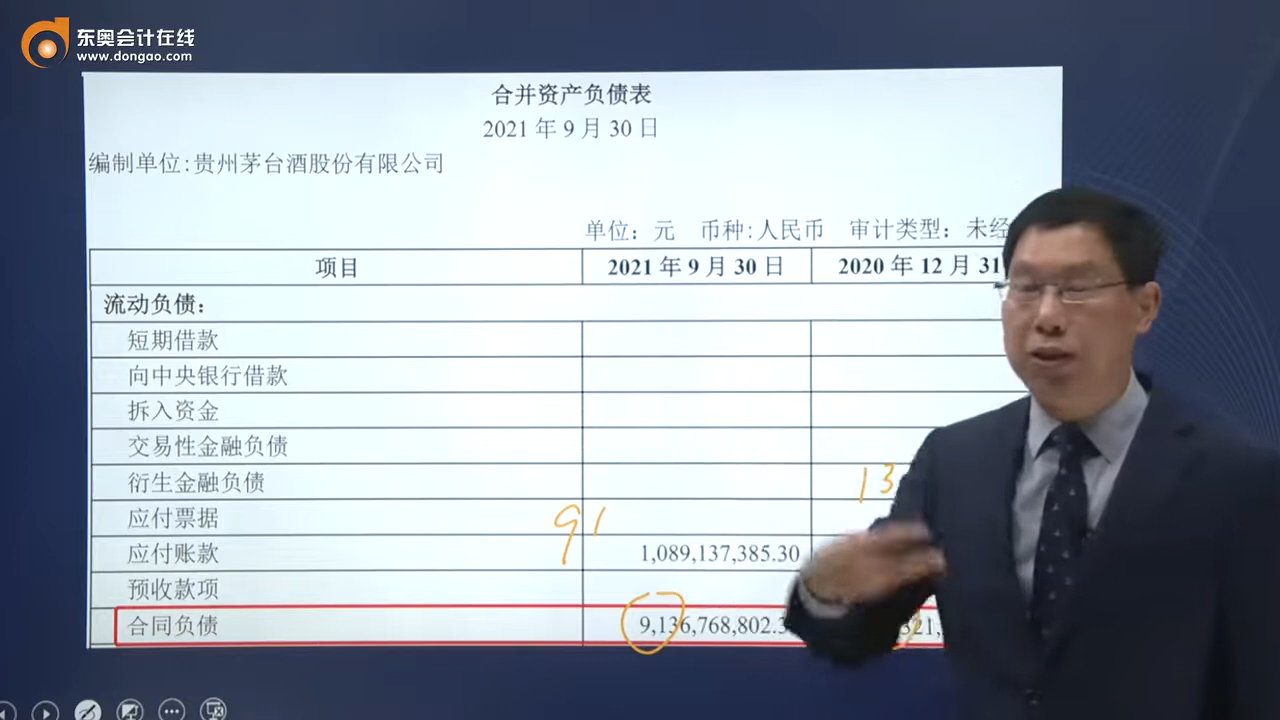 东奥会计在线
www.dongao.com
合并资产负债表
2021 年 9 月 30 日
编制单位:贵州茅台酒股份有限公司
单位：元 币种:人民币 审计类型：未经
项目 2021 年 9 月 30 日 2020 年 12 月 31
流动负债：
短期借款
向中央银行借款
拆入资金
交易性金融负债
衍生金融负债
13
应付票据
91
应付账款 1,089,137,385.30
预收款项
合同负债 9,136,768,802.3 321,